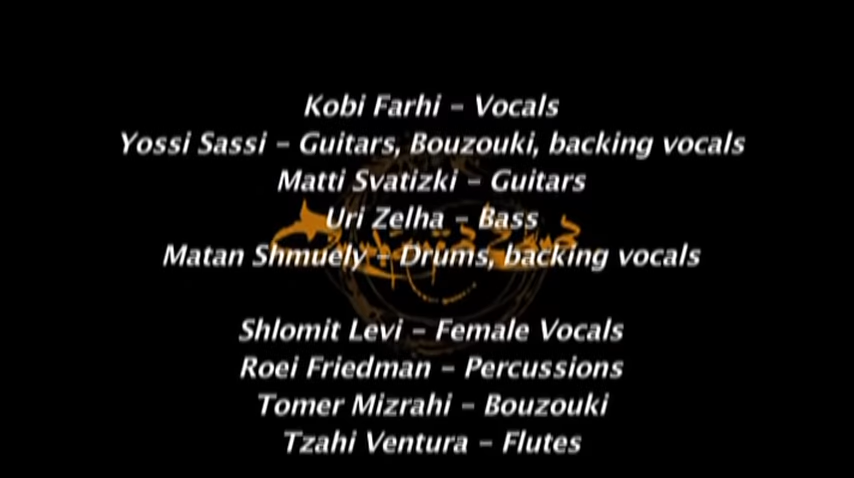 Kobi Farhi – Vocals
Yossi Sassi – Guitars, Bouzouki, backing vocals
Matti Svatizki – Guitars
Uri Zelha – Bass
Matan Shmuely – Drums, backing vocals
Shlomit Levi – Female Vocals
Roei Friedman – Percussions
Tomer Mizrahi – Bouzouki
Tzahi Ventura – Flutes